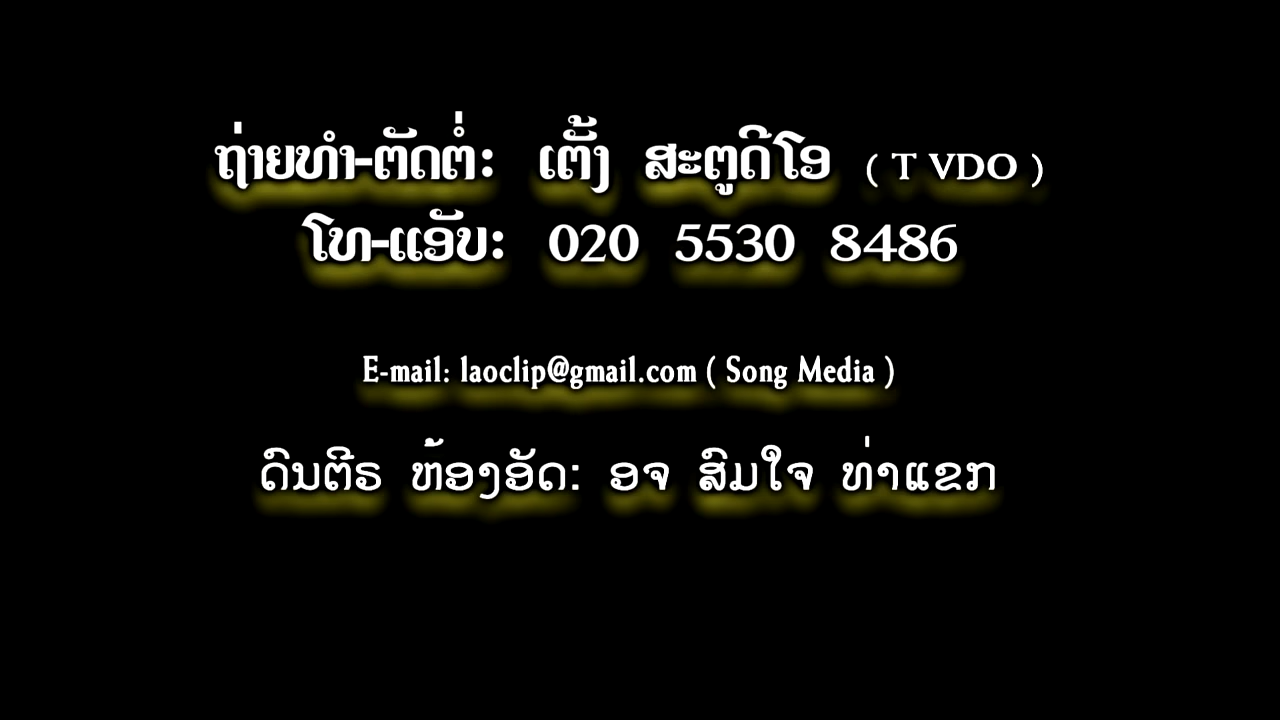 ຖ່າຍທຳ-ຕັດຕໍ່: ເຕັ້ງ ສະຕູດີໂອ ( T VDO )
ໂທ-ແອັບ: 020 5530 8486
E-mail: laoclip@gmail.com ( Song Media )
ດົນຕີຣ ຫ້ອງອັດ: ອຈ ສົມໃຈ ທ່າແຂກ